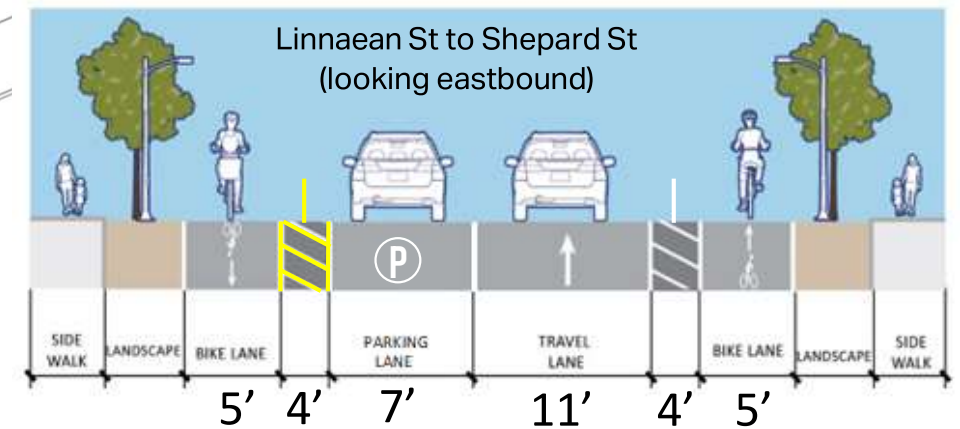 Linnaean St to Shepard St
(looking eastbound)
P
SIDE
WALK
LANDSCAPE
BIKE LANE
PARKING
LANE
TRAVEL
LANE
BIKE LANE
LANDSCAPE
SIDE
WALK
5’ 4’ 7’ 11’ 4’ 5’